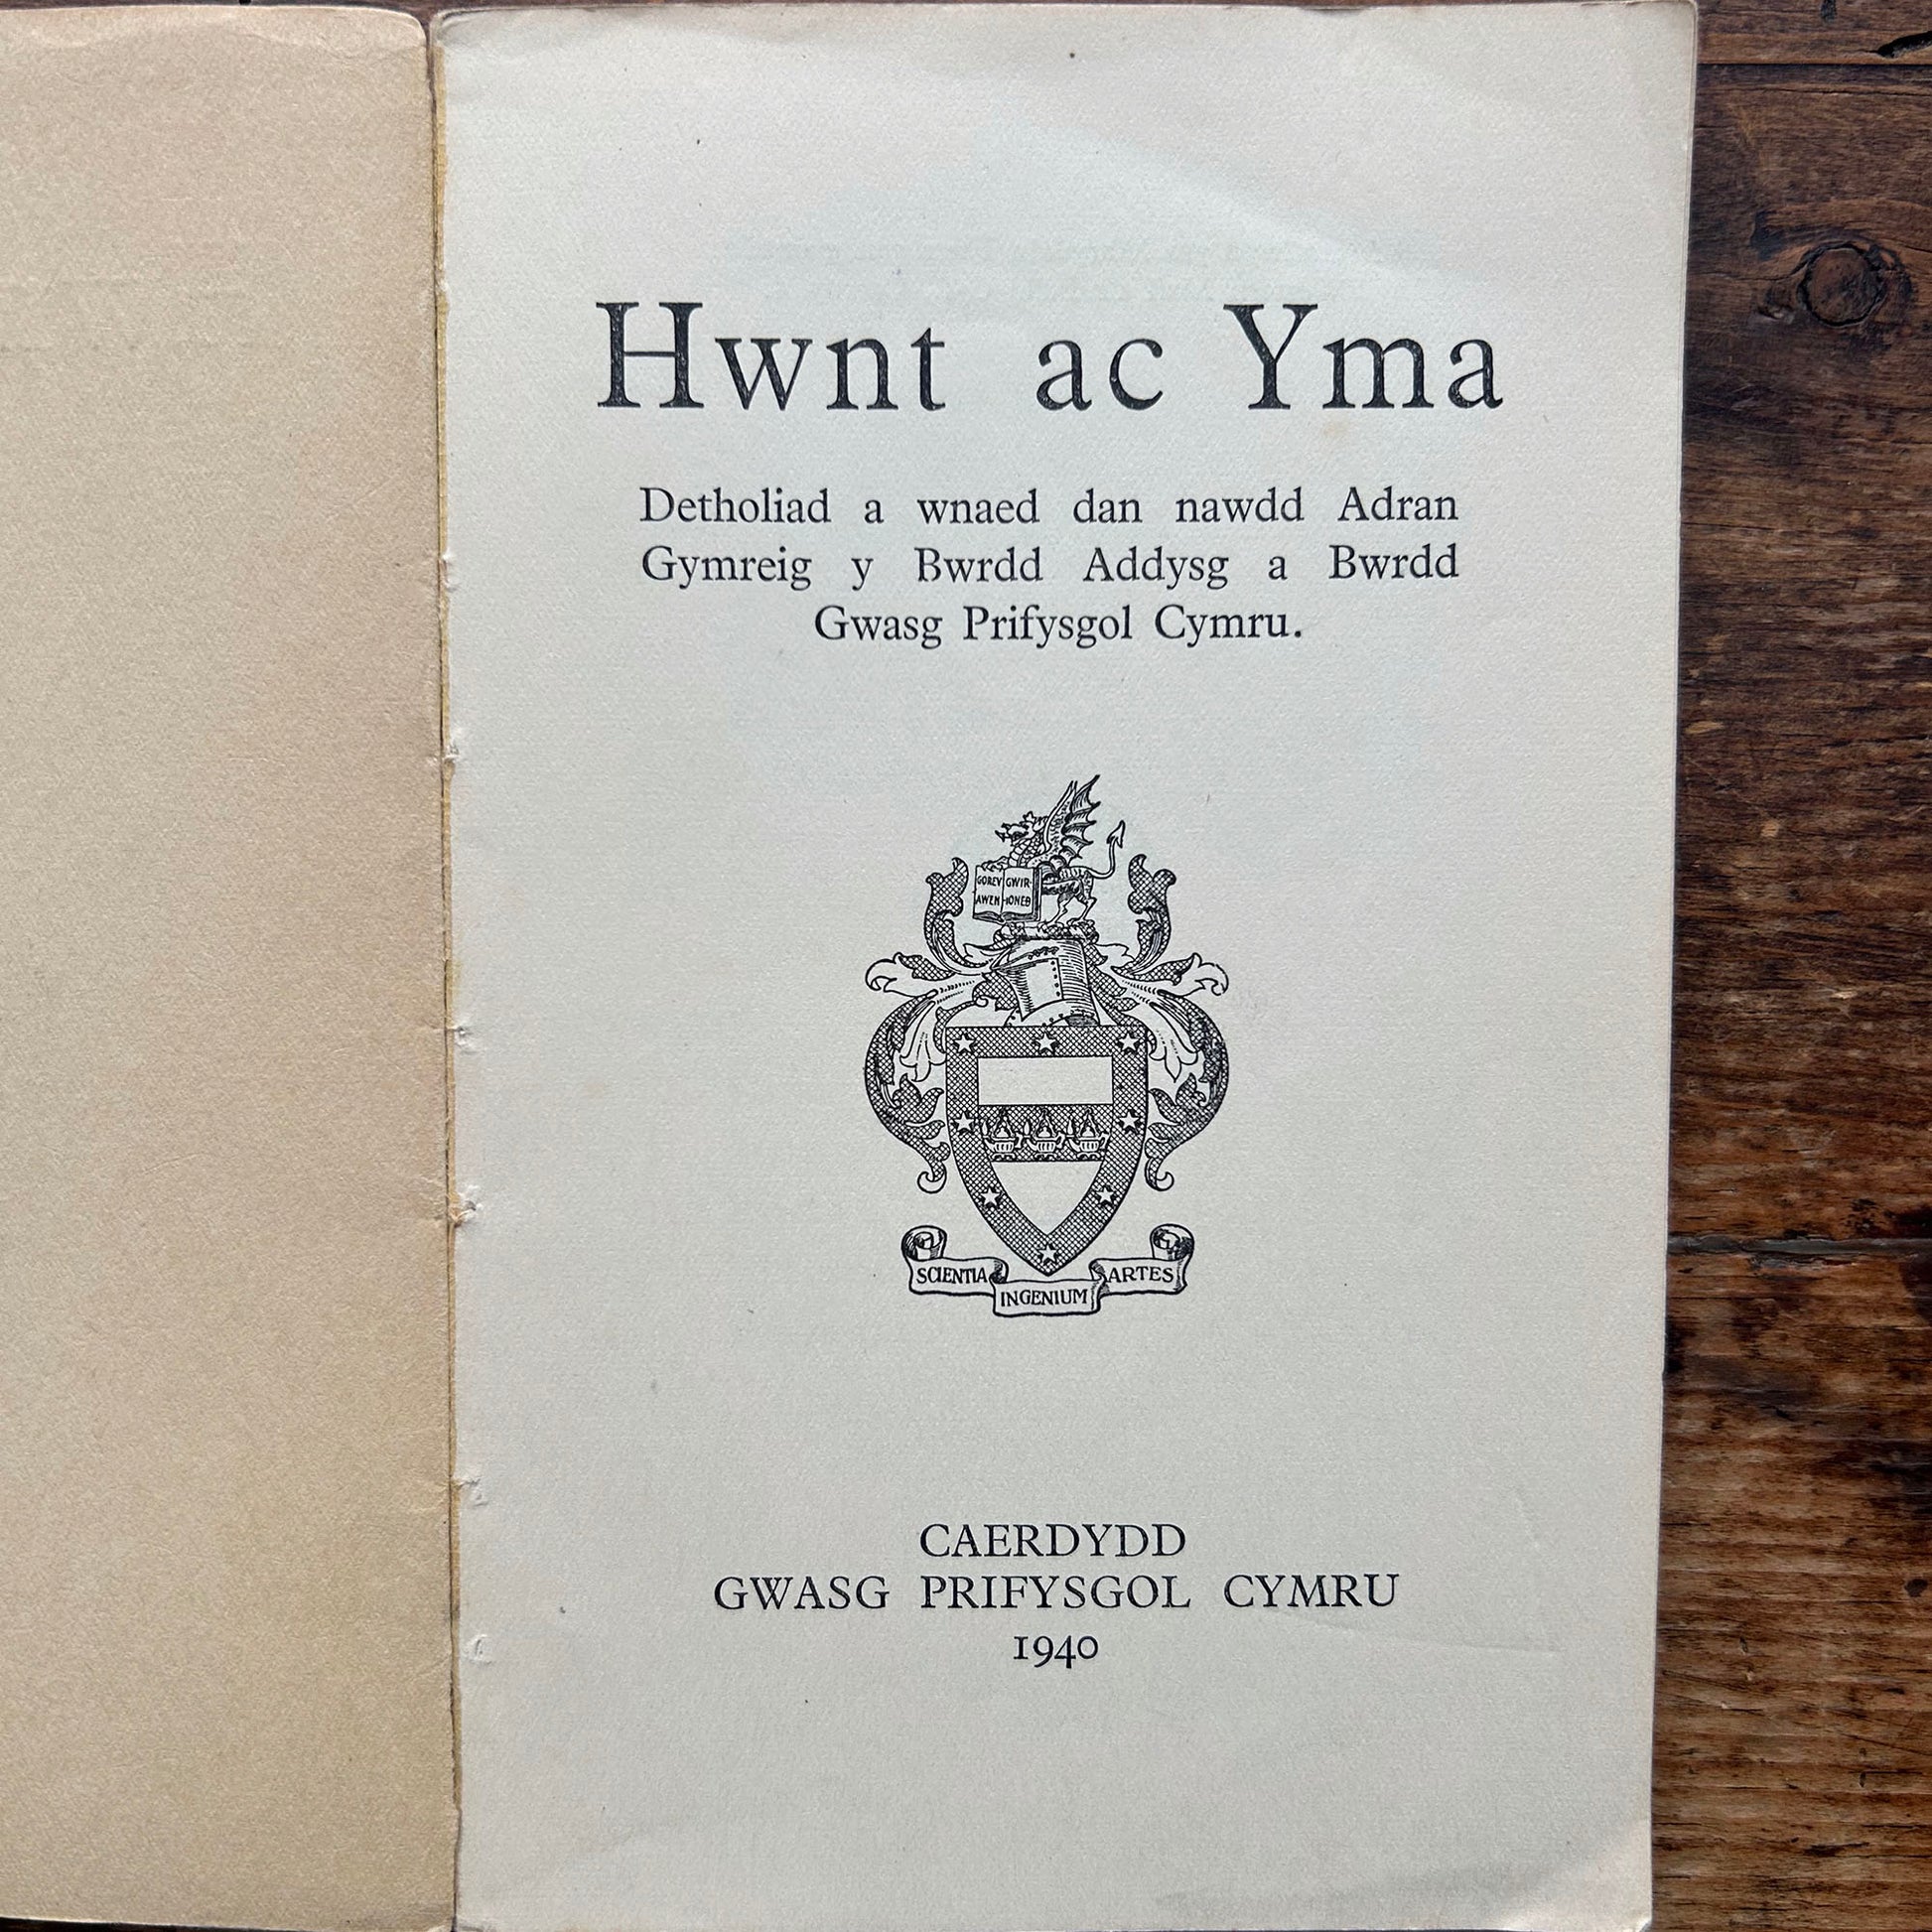 Hwnt ac Yma
Detholiad a wnaed dan nawdd Adran
Gymreig y Bwrdd Addysg a Bwrdd
Gwasg Prifysgol Cymru.
GOREV GWIR-
AWEN IONEB
SCIENTIA
INGENIUM
ARTES
CAERDYDD
GWASG PRIFYSGOL CYMRU
1940